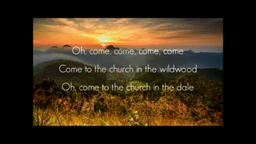 Oh, come, come, come, come
Come to the church in the wildwood
Oh, come to the church in the dale